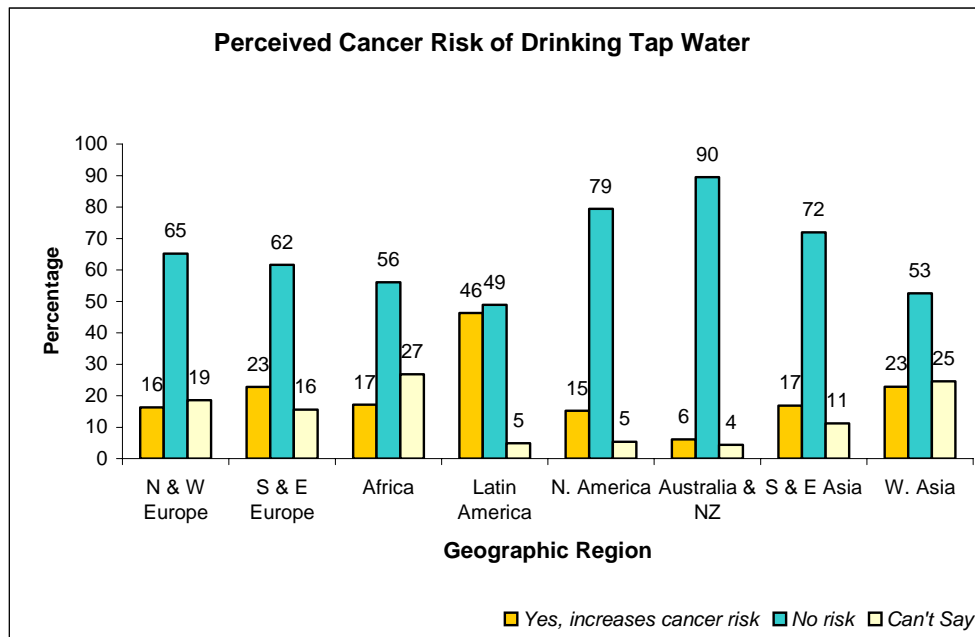 Perceived Cancer Risk of Drinking Tap Water
Percentage
100
90
80
70
60
50
40
30
20
10
0
16 65 19
23 62 16
17 56 27
46 49 5
15 79 5
6 90 4
17 72 11
23 53 25
N & W Europe
S & E Europe
Africa
Latin America
N. America
Australia & NZ
S & E Asia
W. Asia
Geographic Region
Yes, increases cancer risk No risk Can't Say